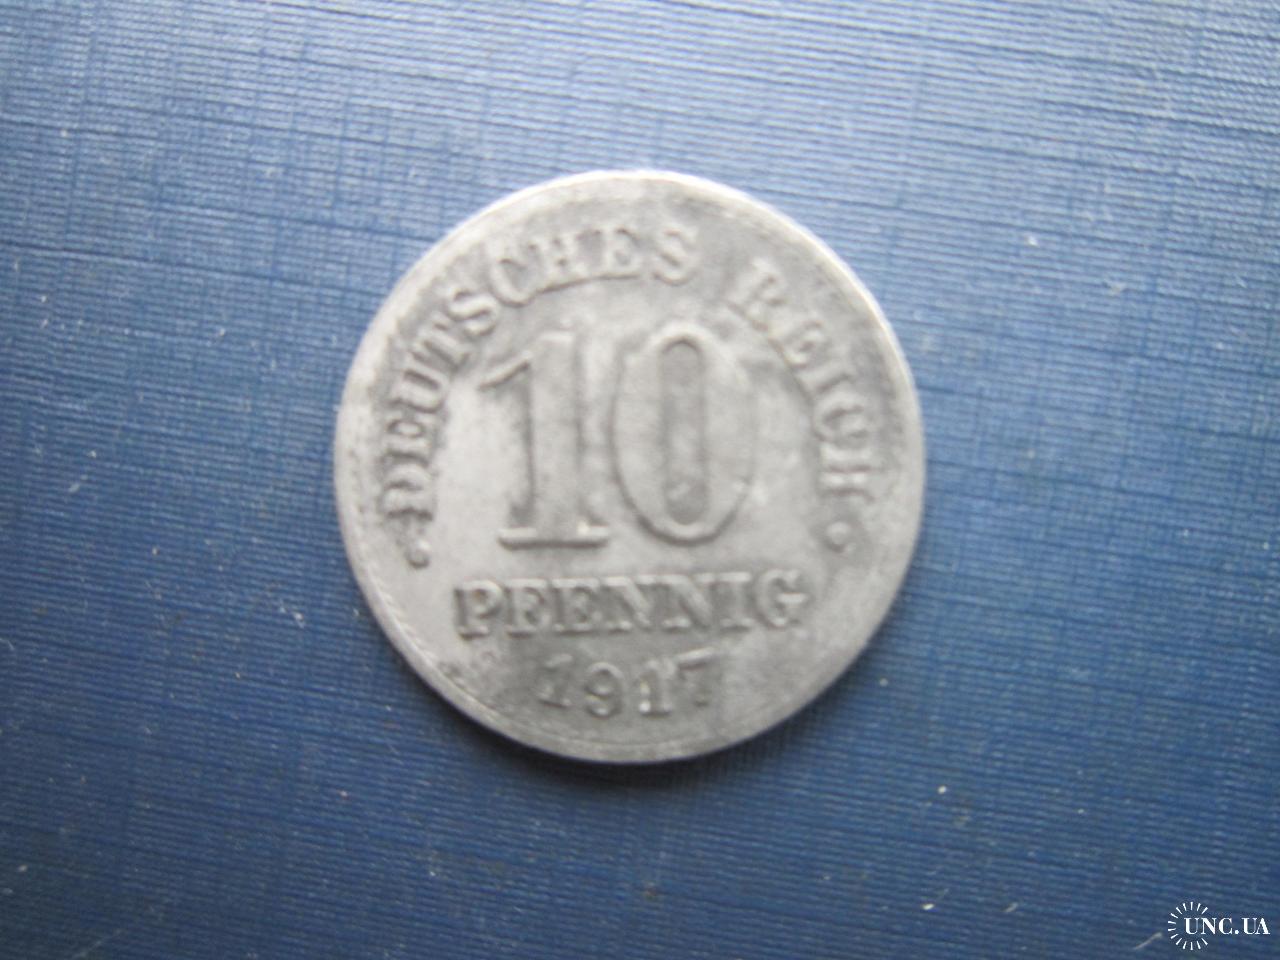 • DEUTSCHES REICH •
10
PFENNIG
1917
UNC.UA